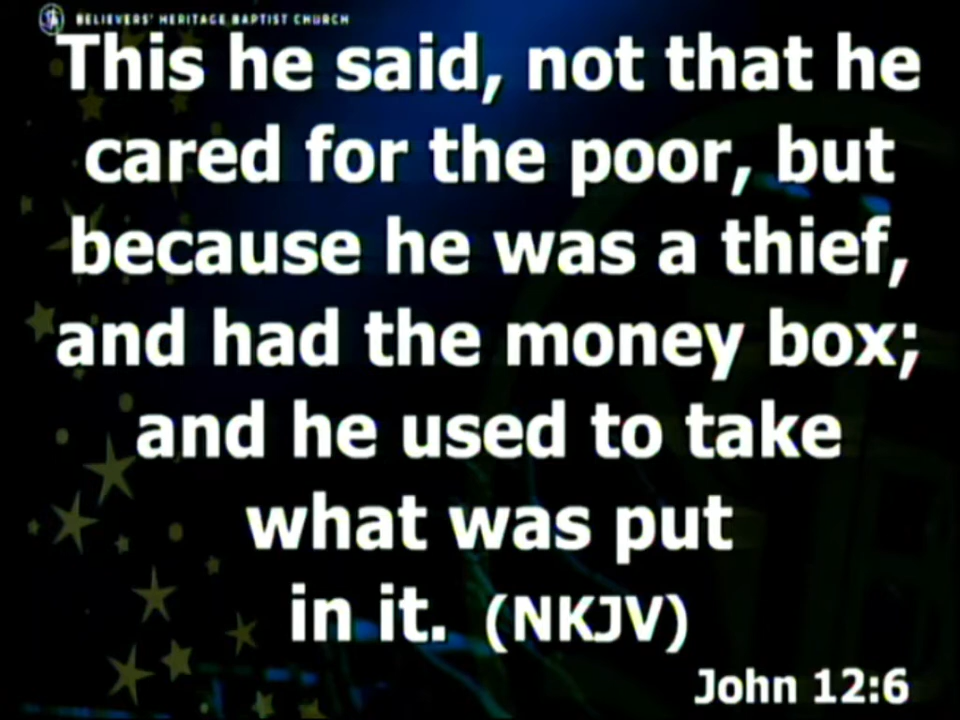 BELIEVERS' HERITAGE BAPTIST CHURCH
This he said, not that he
cared for the poor, but
because he was a thief,
and had the money box;
and he used to take
what was put
in it. (NKJV)
John 12:6